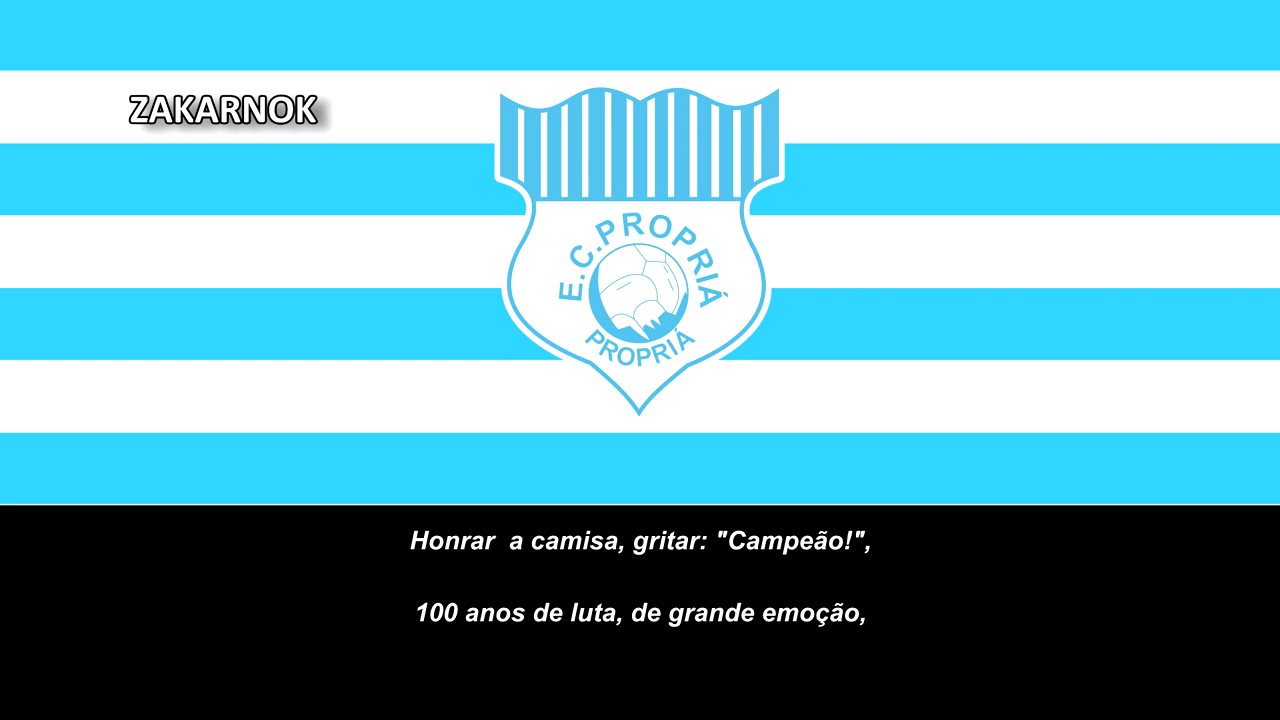 ZAKARNOK
E.C.PROPRIÁ
PROPRIÁ
Honrar  a camisa, gritar: "Campeão!",
100 anos de luta, de grande emoção,